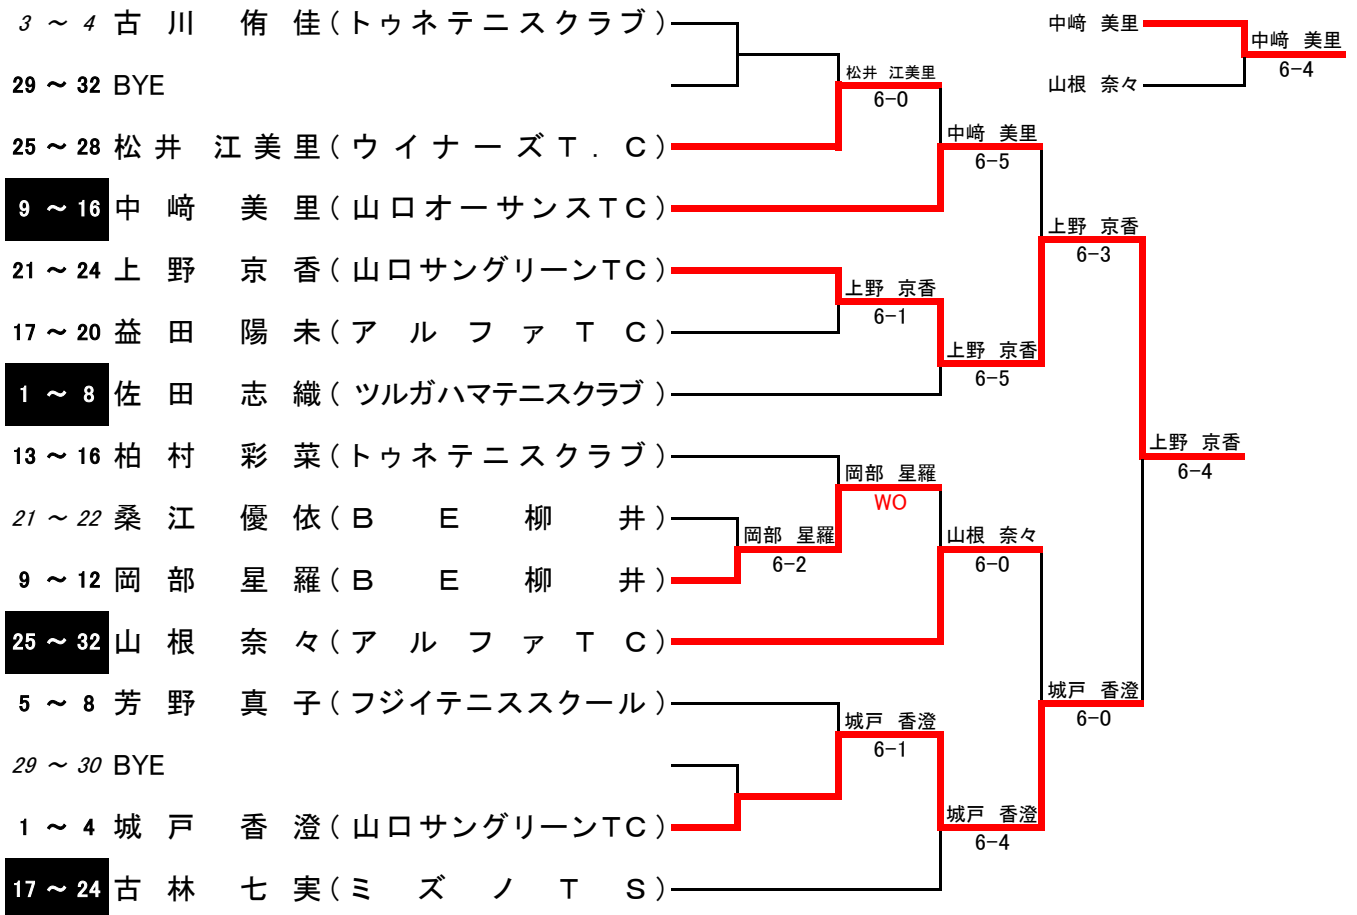 3 ～ 4 古川 侑佳(トゥネテニスクラブ)
29 ～ 32 BYE
25 ～ 28 松井 江美里(ウイナーズT.C)
9 ～ 16 中﨑 美里(山口オーサンスTC)
21 ～ 24 上野 京香(山口サングリーンTC)
17 ～ 20 益田 陽未(アルファTC)
1 ～ 8 佐田 志織(ツルガハマテニスクラブ)
13 ～ 16 柏村 彩菜(トゥネテニスクラブ)
21 ～ 22 桑江 優依(BE柳井)
9 ～ 12 岡部 星羅(BE柳井)
25 ～ 32 山根 奈々(アルファTC)
5 ～ 8 芳野 真子(フジイテニススクール)
29 ～ 30 BYE
1 ～ 4 城戸 香澄(山口サングリーンTC)
17 ～ 24 古林 七実(ミズノTS)
岡部 星羅
6-2
松井 江美里
6-0
上野 京香
6-1
岡部 星羅
WO
城戸 香澄
6-1
中﨑 美里
6-5
上野 京香
6-5
山根 奈々
6-0
城戸 香澄
6-4
上野 京香
6-3
城戸 香澄
6-0
上野 京香
6-4
中﨑 美里
山根 奈々
中﨑 美里
6-4